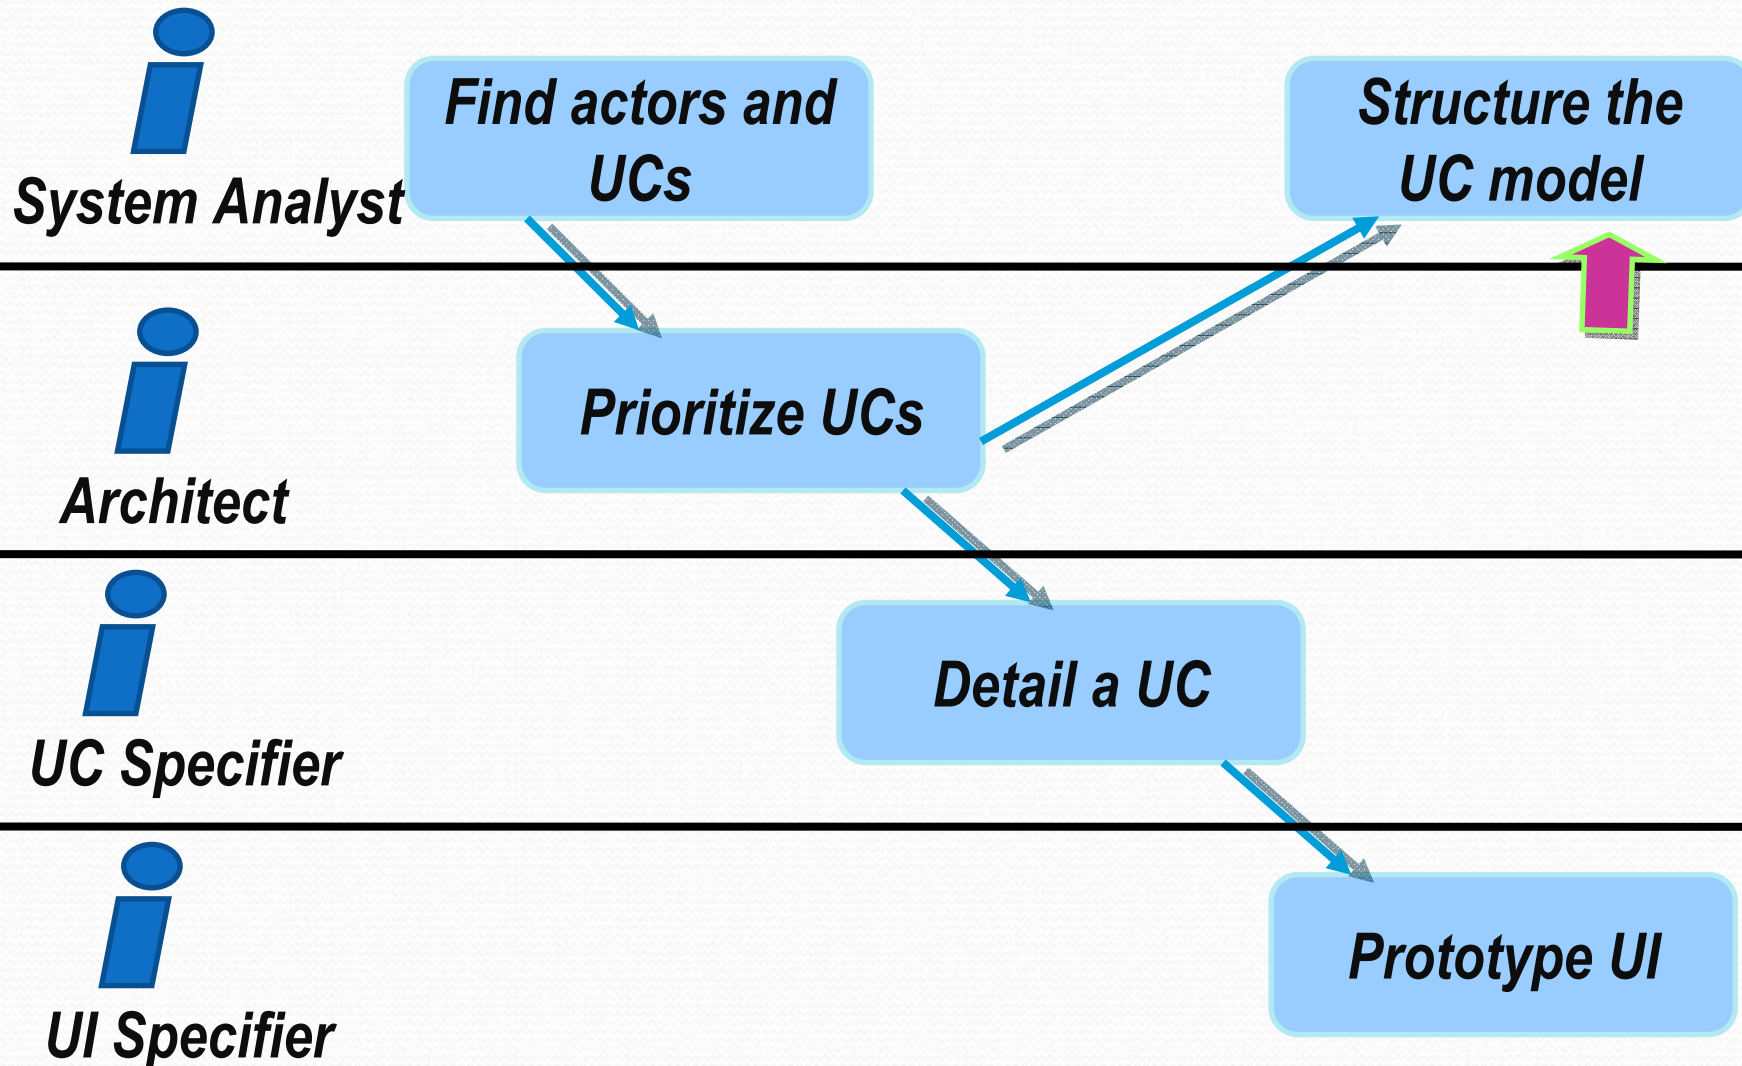 Find actors and
UCs
Structure the
UC model
System Analyst
Prioritize UCs
Architect
Detail a UC
UC Specifier
Prototype UI
UI Specifier